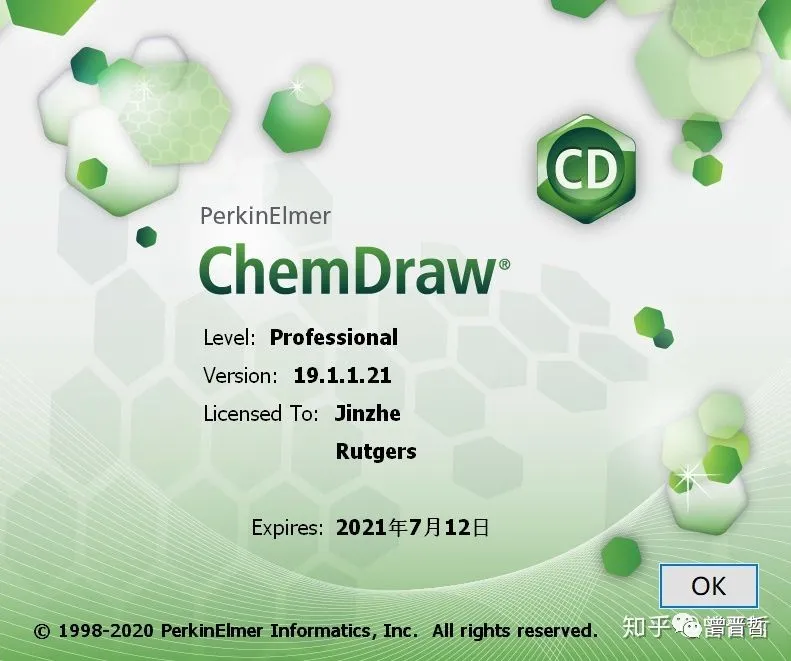 CD
PerkinElmer
ChemDraw®
Level: Professional
Version: 19.1.1.21
Licensed To: Jinzhe
Rutgers
Expires: 2021年7月12日
OK
© 1998-2020 PerkinElmer Informatics, Inc. All rights reserved.
知乎 @曾晋哲